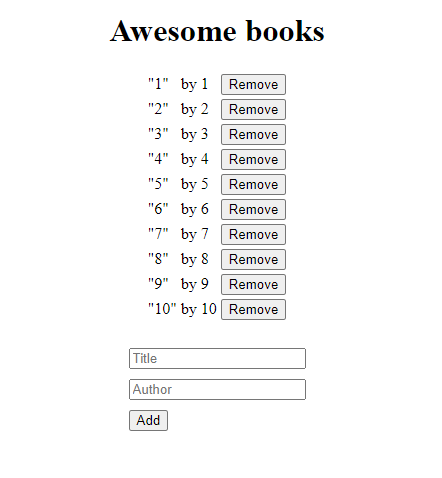 Awesome books
"1" by 1 Remove
"2" by 2 Remove
"3" by 3 Remove
"4" by 4 Remove
"5" by 5 Remove
"6" by 6 Remove
"7" by 7 Remove
"8" by 8 Remove
"9" by 9 Remove
"10" by 10 Remove
Title
Author
Add